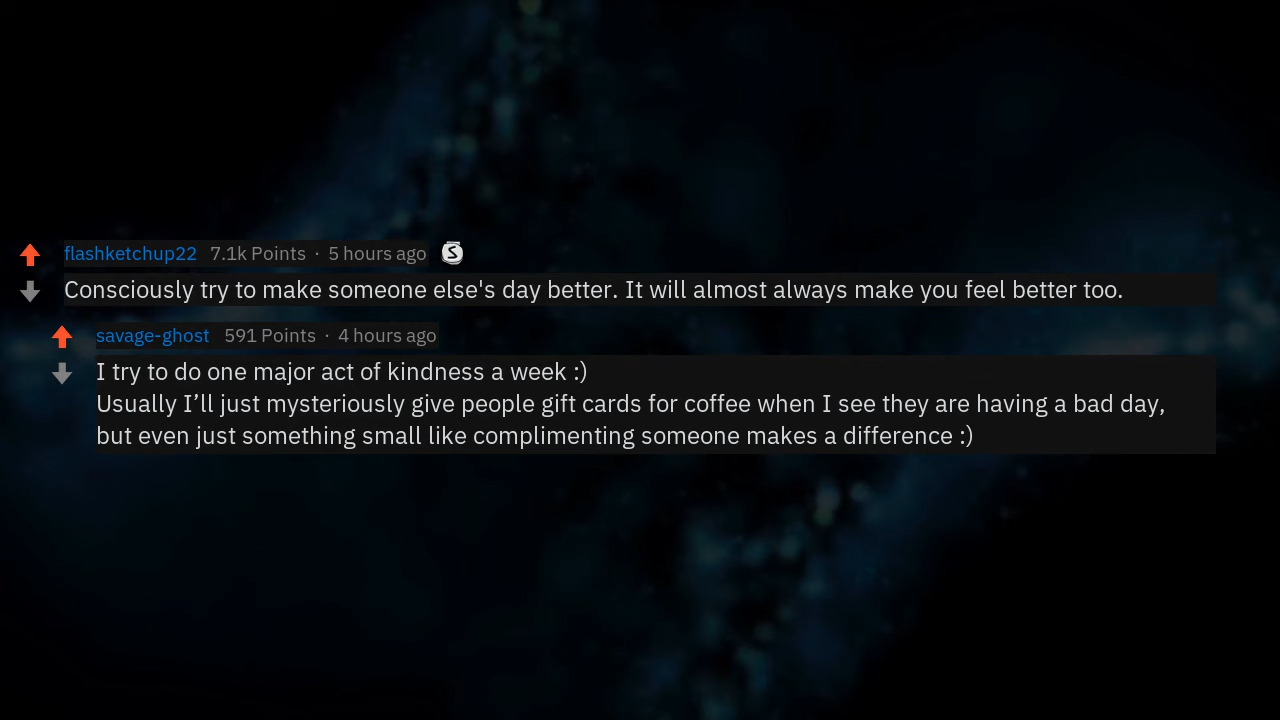 flashketchup22 7.1k Points · 5 hours ago S
Consciously try to make someone else's day better. It will almost always make you feel better too.
savage-ghost 591 Points · 4 hours ago
I try to do one major act of kindness a week :)
Usually I’ll just mysteriously give people gift cards for coffee when I see they are having a bad day,
but even just something small like complimenting someone makes a difference :)